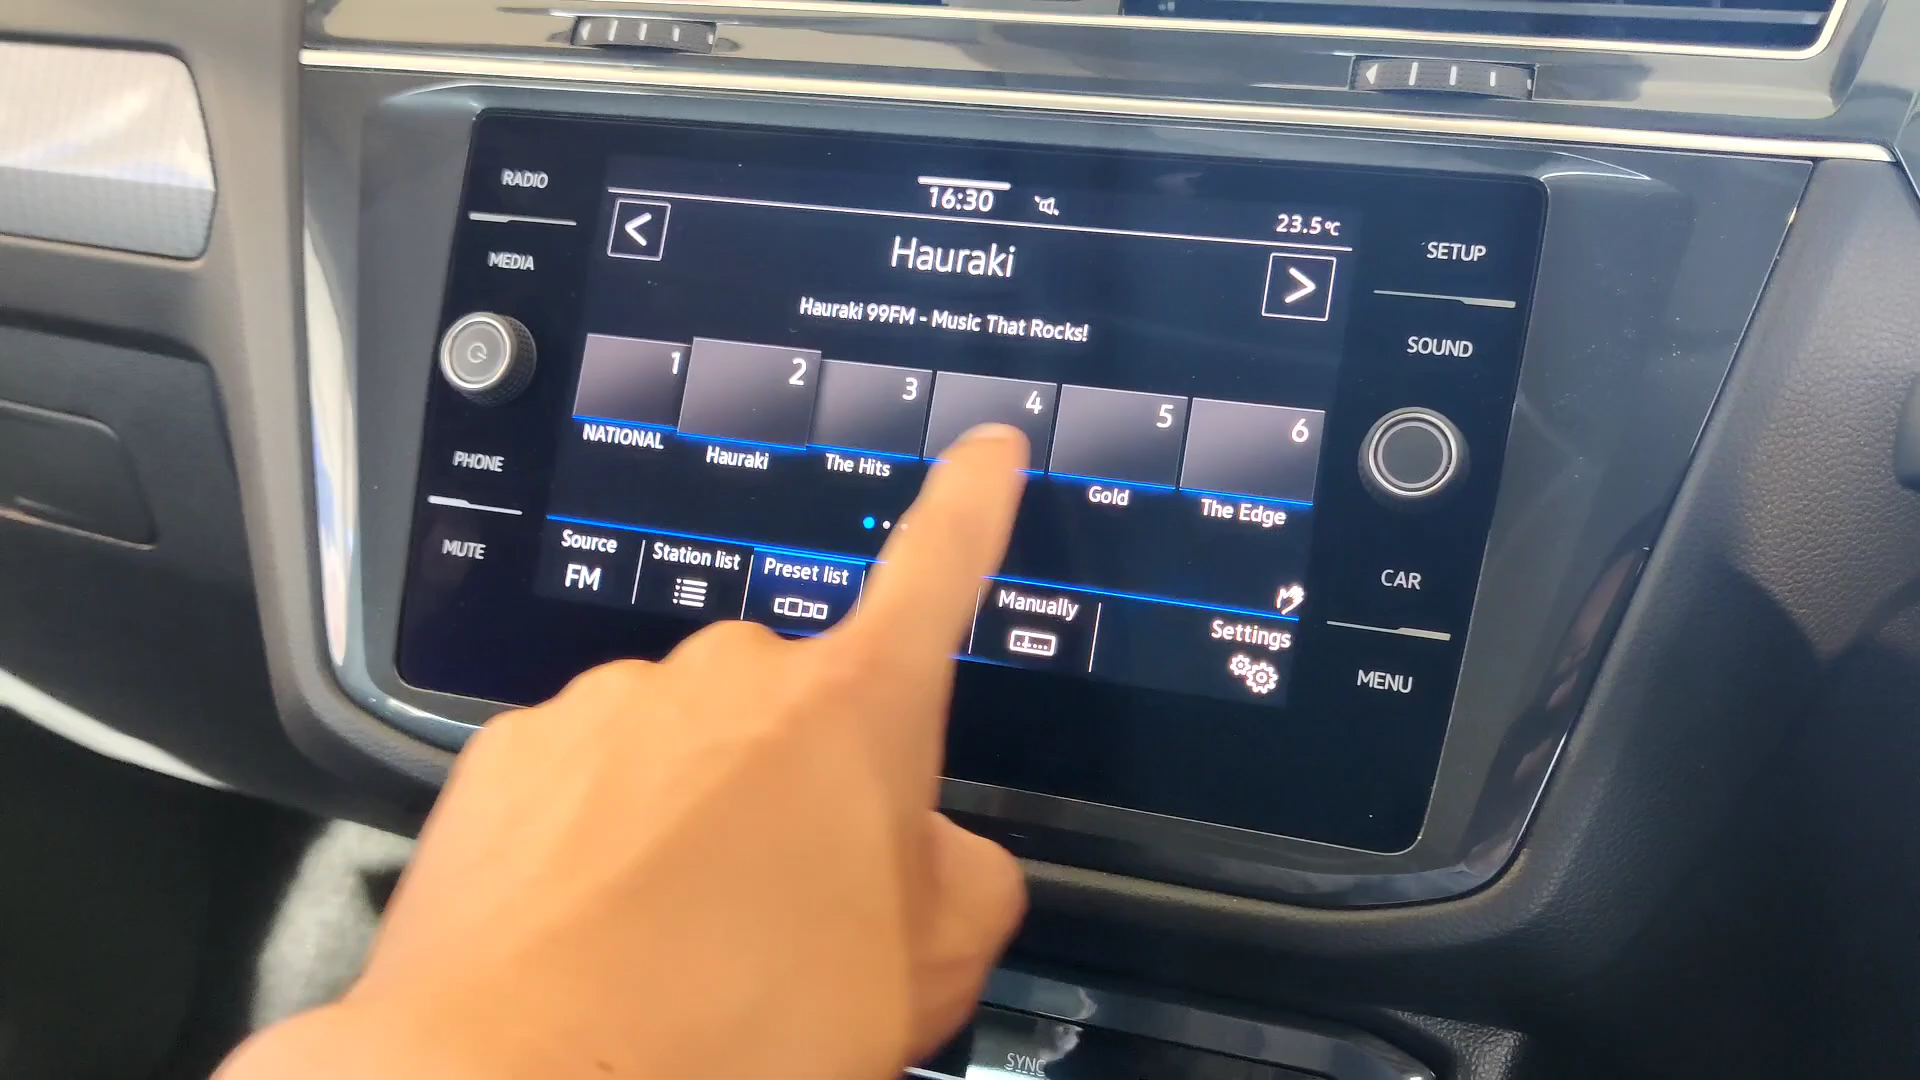 RADIO
MEDIA
PHONE
MUTE
16:30
23.5°C
Hauraki
Hauraki 99FM - Music That Rocks!
1
2
3
4
5
6
NATIONAL
Hauraki
The Hits
Gold
The Edge
Source
FM
Station list
Preset list
Manually
Settings
SETUP
SOUND
CAR
MENU
SYNC